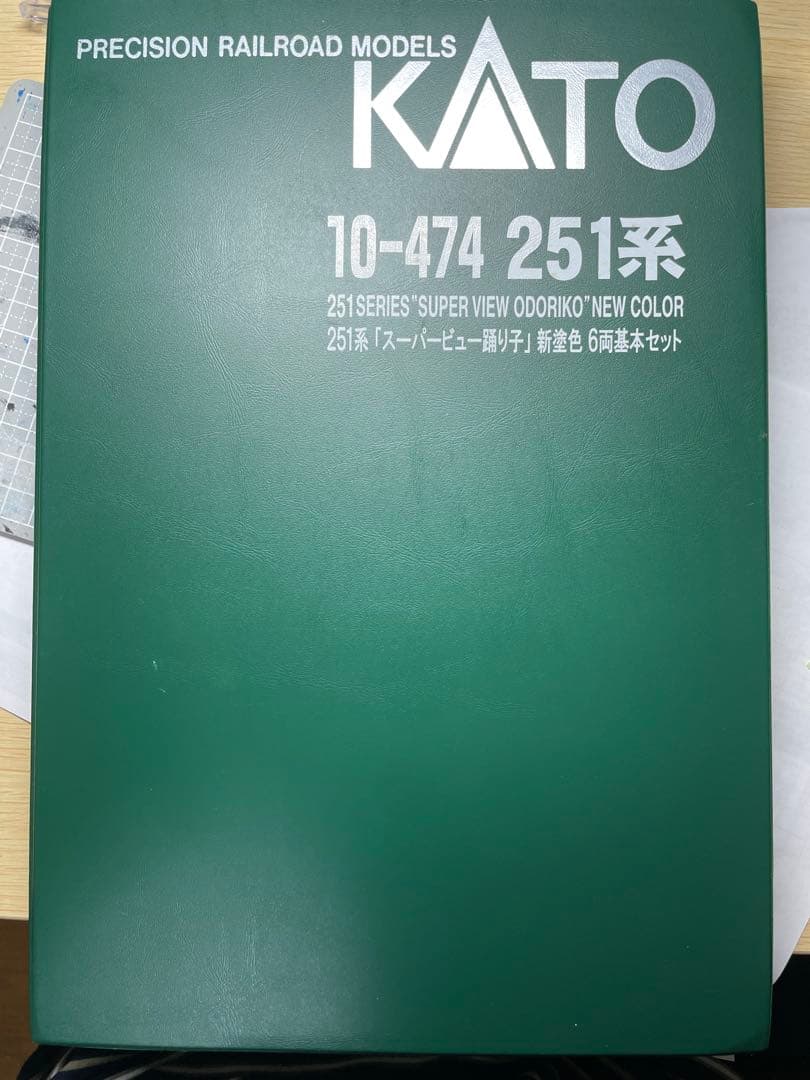 PRECISION RAILROAD MODELS
KATO
10-474 251系
251 SERIES "SUPER VIEW ODORIKO" NEW COLOR
251系「スーパービュー踊り子」新塗色 6両基本セット